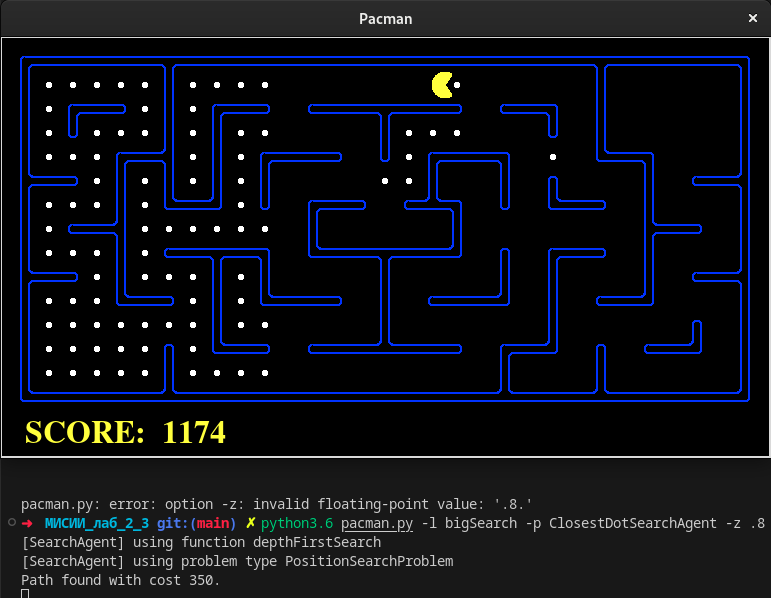 Pacman
SCORE: 1174
pacman.py: error: option -z: invalid floating-point value: '.8.'
МИСИИ_лаб_2_3 git:(main) ✗ python3.6 pacman.py -l bigSearch -p ClosestDotSearchAgent -z .8
[SearchAgent] using function depthFirstSearch
[SearchAgent] using problem type PositionSearchProblem
Path found with cost 350.